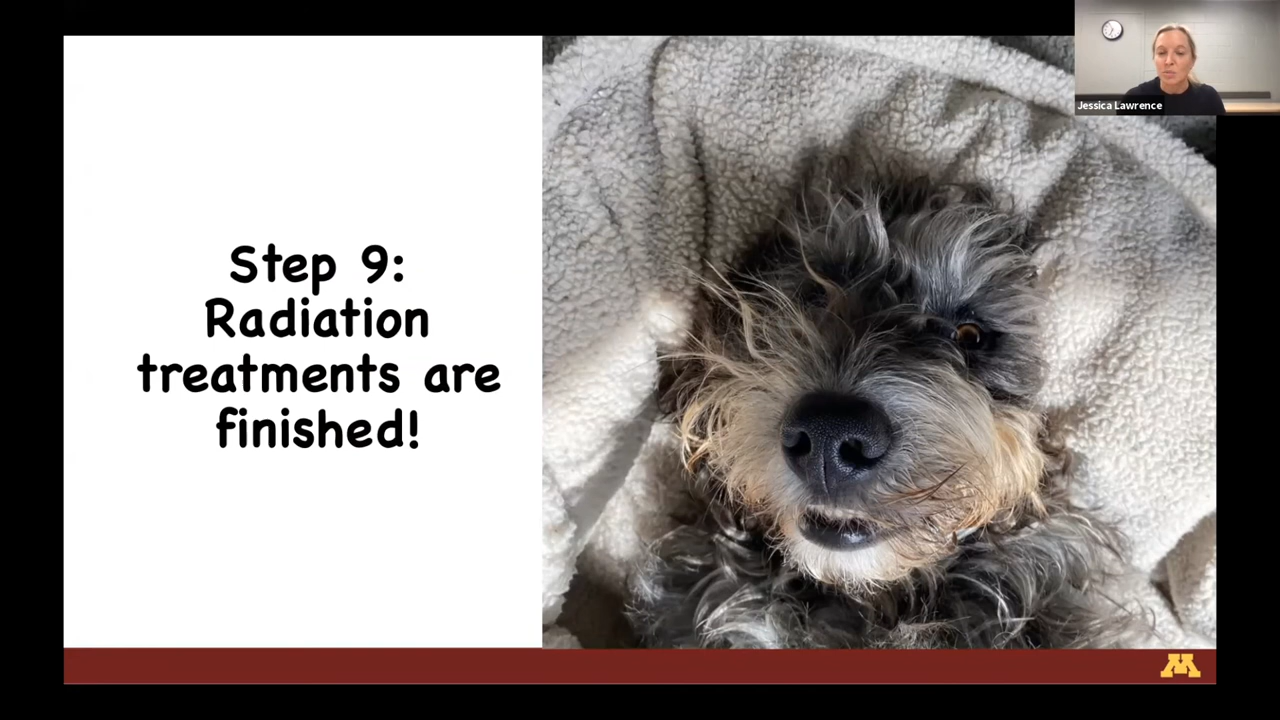 Jessica Lawrence
Step 9:
Radiation
treatments are
finished!
M